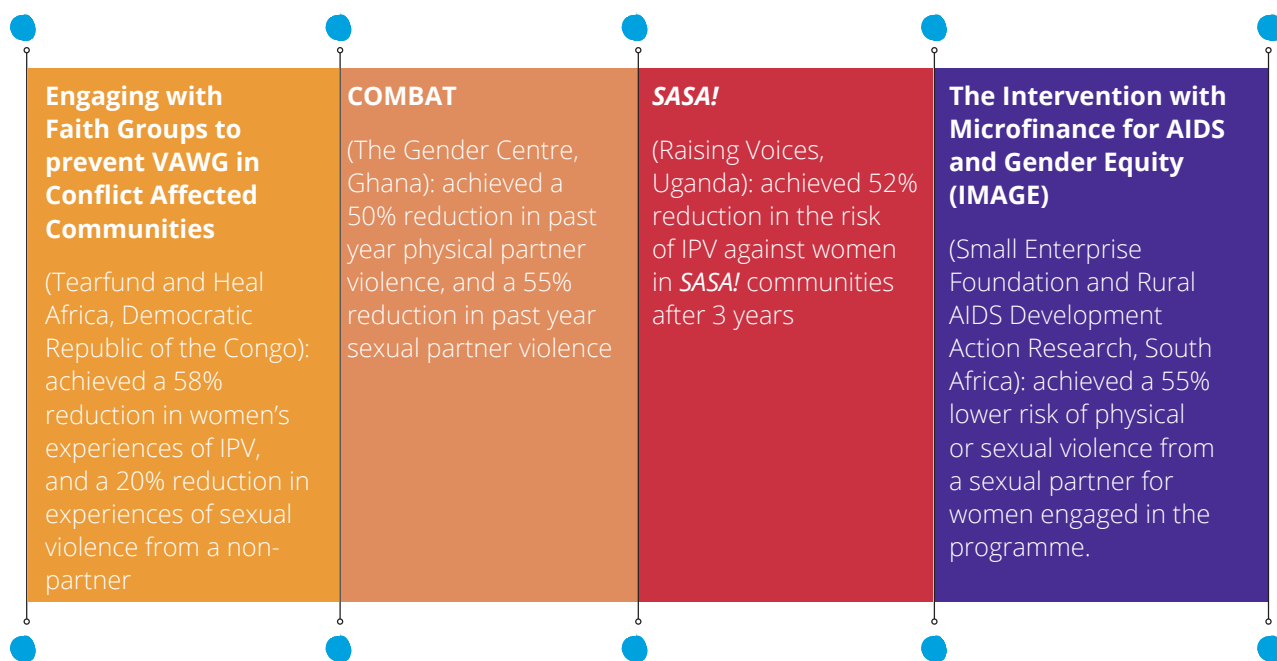 Engaging with
Faith Groups to
prevent VAWG in
Conflict Affected
Communities
(Tearfund and Heal
Africa, Democratic
Republic of the Congo):
achieved a 58%
reduction in women’s
experiences of IPV,
and a 20% reduction in
experiences of sexual
violence from a non-
partner
COMBAT
(The Gender Centre,
Ghana): achieved a
50% reduction in past
year physical partner
violence, and a 55%
reduction in past year
sexual partner violence
SASA!
(Raising Voices,
Uganda): achieved 52%
reduction in the risk
of IPV against women
in SASA! communities
after 3 years
The Intervention with
Microfinance for AIDS
and Gender Equity
(IMAGE)
(Small Enterprise
Foundation and Rural
AIDS Development
Action Research, South
Africa): achieved a 55%
lower risk of physical
or sexual violence from
a sexual partner for
women engaged in the
programme.